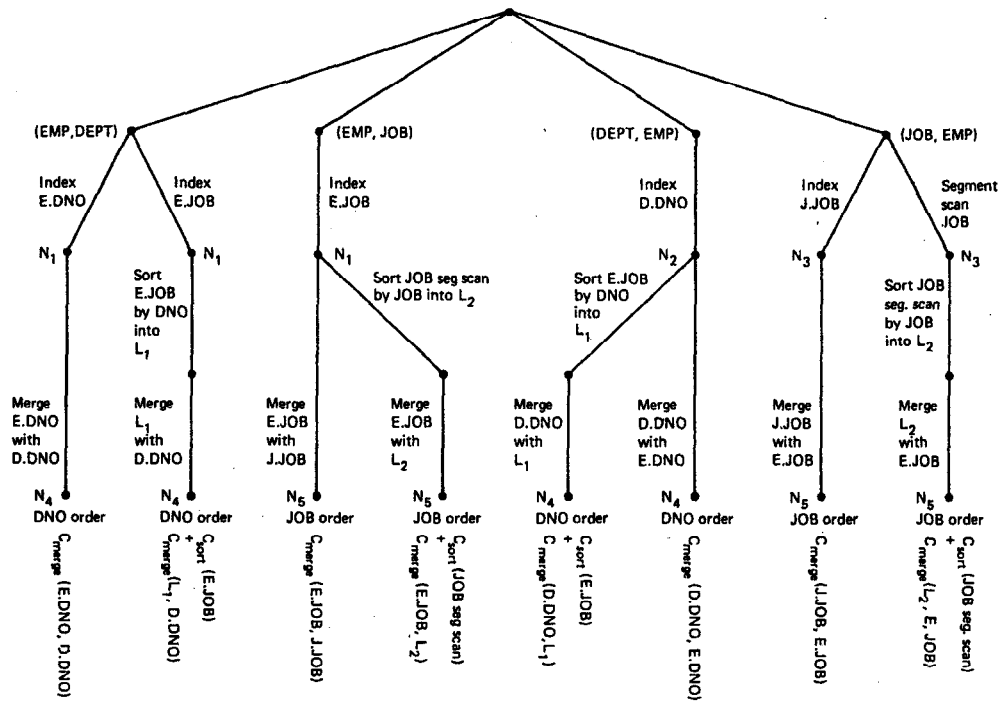 (EMP,DEPT)
(EMP, JOB)
(DEPT, EMP)
(JOB, EMP)
Index
E.DNO
Index
E.JOB
Index
E.JOB
Index
D.DNO
Index
J.JOB
Segment
scan
JOB
N1
N1
N1
N2
N3
N3
Sort
E.JOB
by DNO
into
L1
Sort JOB seg scan
by JOB into L2
Sort E.JOB
by DNO
into
L1
Sort JOB
seg. scan
by JOB
into L2
Merge
E.DNO
with
D.DNO
Merge
L1
with
D.DNO
Merge
E.JOB
with
J.JOB
Merge
E.JOB
with
L2
Merge
D.DNO
with
L1
Merge
D.DNO
with
E.DNO
Merge
J.JOB
with
E.JOB
Merge
L2
with
E.JOB
N4
DNO order
N4
DNO order
N5
JOB order
N5
JOB order
N4
DNO order
N4
DNO order
N5
JOB order
N5
JOB order
Cmerge (E.DNO, D.DNO)
Csort (E.JOB)
+
Cmerge(L1, D.DNO)
Cmerge (E.JOB, J.JOB)
Csort (JOB seg scan)
+
Cmerge (E.JOB, L2)
Csort (E.JOB)
+
Cmerge(D.DNO,L1)
Cmerge (D.DNO, E.DNO)
Cmerge(J.JOB, E.JOB)
Csort (JOB seg. scan)
+
Cmerge(L2, E, JOB)